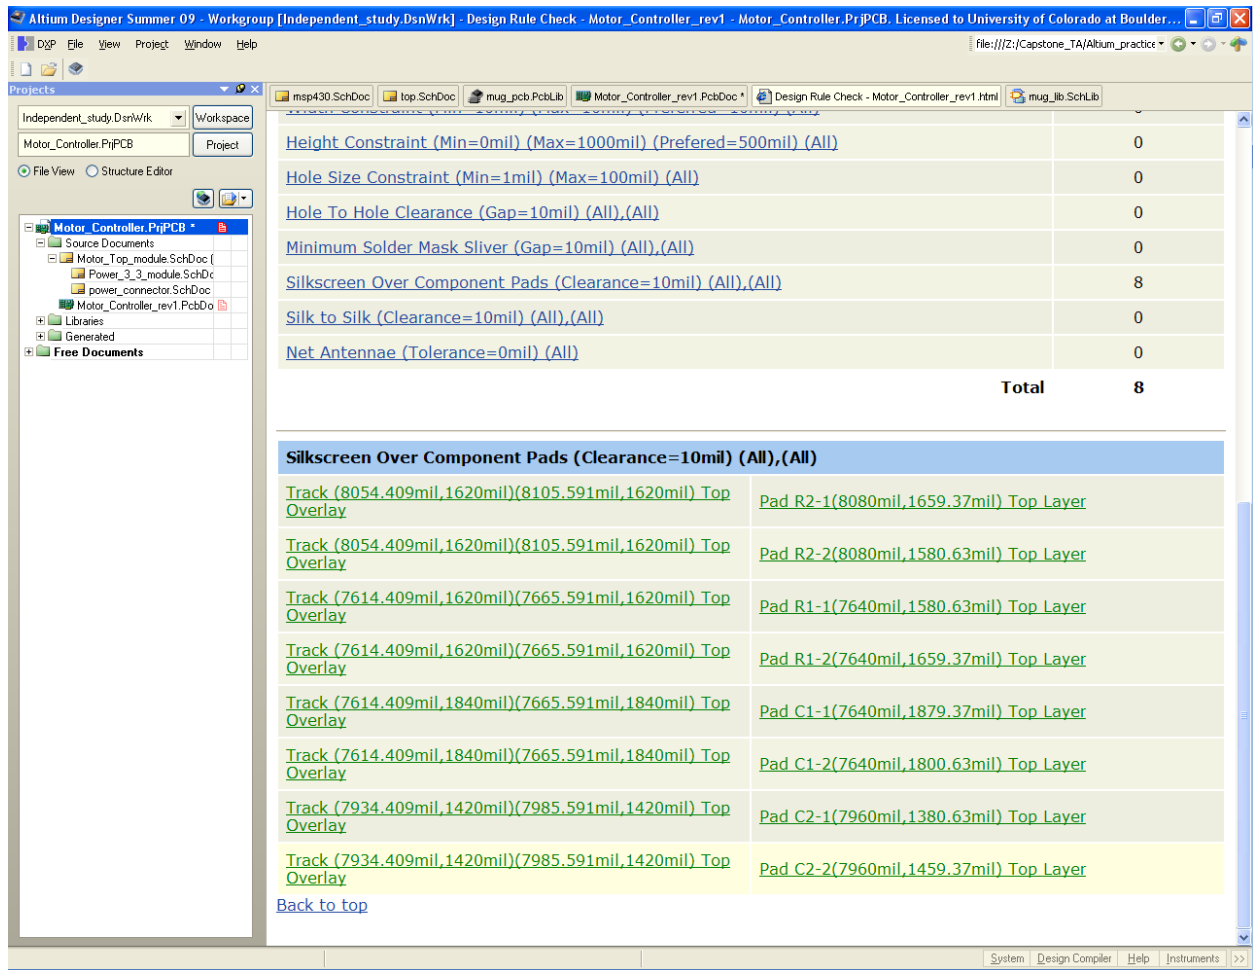 Altium Designer Summer 09 - Workgroup [Independent_study.DsnWrk] - Design Rule Check - Motor_Controller_rev1 - Motor_Controller.PrjPCB. Licensed to University of Colorado at Boulder...
DXP File View Project Window Help
file:///Z:/Capstone_TA/Altium_practice
Projects
msp430.SchDoc top.SchDoc mug_pcb.PcbLib Motor_Controller_rev1.PcbDoc * Design Rule Check - Motor_Controller_rev1.html mug_lib.SchLib
Independent_study.DsnWrk Workspace
Motor_Controller.PrjPCB Project
File View Structure Editor
Motor_Controller.PrjPCB *
Source Documents
Motor_Top_module.SchDoc (
Power_3_3_module.SchDo
power_connector.SchDoc
Motor_Controller_rev1.PcbDo
Libraries
Generated
Free Documents
Width Constraint (Min=10mil) (Max=10mil) (Preferred=10mil) (All) 0
Height Constraint (Min=0mil) (Max=1000mil) (Prefered=500mil) (All) 0
Hole Size Constraint (Min=1mil) (Max=100mil) (All) 0
Hole To Hole Clearance (Gap=10mil) (All),(All) 0
Minimum Solder Mask Sliver (Gap=10mil) (All),(All) 0
Silkscreen Over Component Pads (Clearance=10mil) (All),(All) 8
Silk to Silk (Clearance=10mil) (All),(All) 0
Net Antennae (Tolerance=0mil) (All) 0
Total 8
Silkscreen Over Component Pads (Clearance=10mil) (All),(All)
Track (8054.409mil,1620mil)(8105.591mil,1620mil) Top
Overlay
Pad R2-1(8080mil,1659.37mil) Top Layer
Track (8054.409mil,1620mil)(8105.591mil,1620mil) Top
Overlay
Pad R2-2(8080mil,1580.63mil) Top Layer
Track (7614.409mil,1620mil)(7665.591mil,1620mil) Top
Overlay
Pad R1-1(7640mil,1580.63mil) Top Layer
Track (7614.409mil,1620mil)(7665.591mil,1620mil) Top
Overlay
Pad R1-2(7640mil,1659.37mil) Top Layer
Track (7614.409mil,1840mil)(7665.591mil,1840mil) Top
Overlay
Pad C1-1(7640mil,1879.37mil) Top Layer
Track (7614.409mil,1840mil)(7665.591mil,1840mil) Top
Overlay
Pad C1-2(7640mil,1800.63mil) Top Layer
Track (7934.409mil,1420mil)(7985.591mil,1420mil) Top
Overlay
Pad C2-1(7960mil,1380.63mil) Top Layer
Track (7934.409mil,1420mil)(7985.591mil,1420mil) Top
Overlay
Pad C2-2(7960mil,1459.37mil) Top Layer
Back to top
System Design Compiler Help Instruments >>